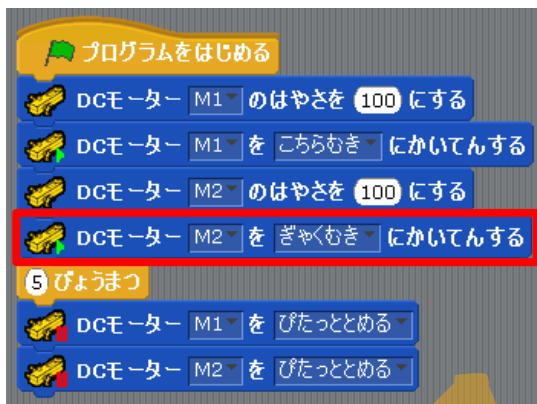 プログラムをはじめる
DCモーター M1 のはやさを 100 にする
DCモーター M1 を こちらむき にかいてんする
DCモーター M2 のはやさを 100 にする
DCモーター M2 を ぎゃくむき にかいてんする
5 びょうまつ
DCモーター M1 を ぴたっととめる
DCモーター M2 を ぴたっととめる